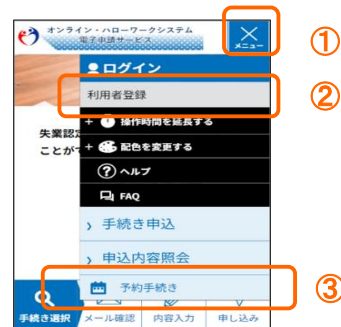 オンライン・ハローワークシステム
電子申請サービス
メニュー
①
ログイン
利用者登録
②
失業認定
ことがで
+ 操作時間を延長する
+ 配色を変更する
ヘルプ
FAQ
› 手続き申込
› 申込内容照会
予約手続き
③
手続き選択
メール確認
内容入力
申し込み